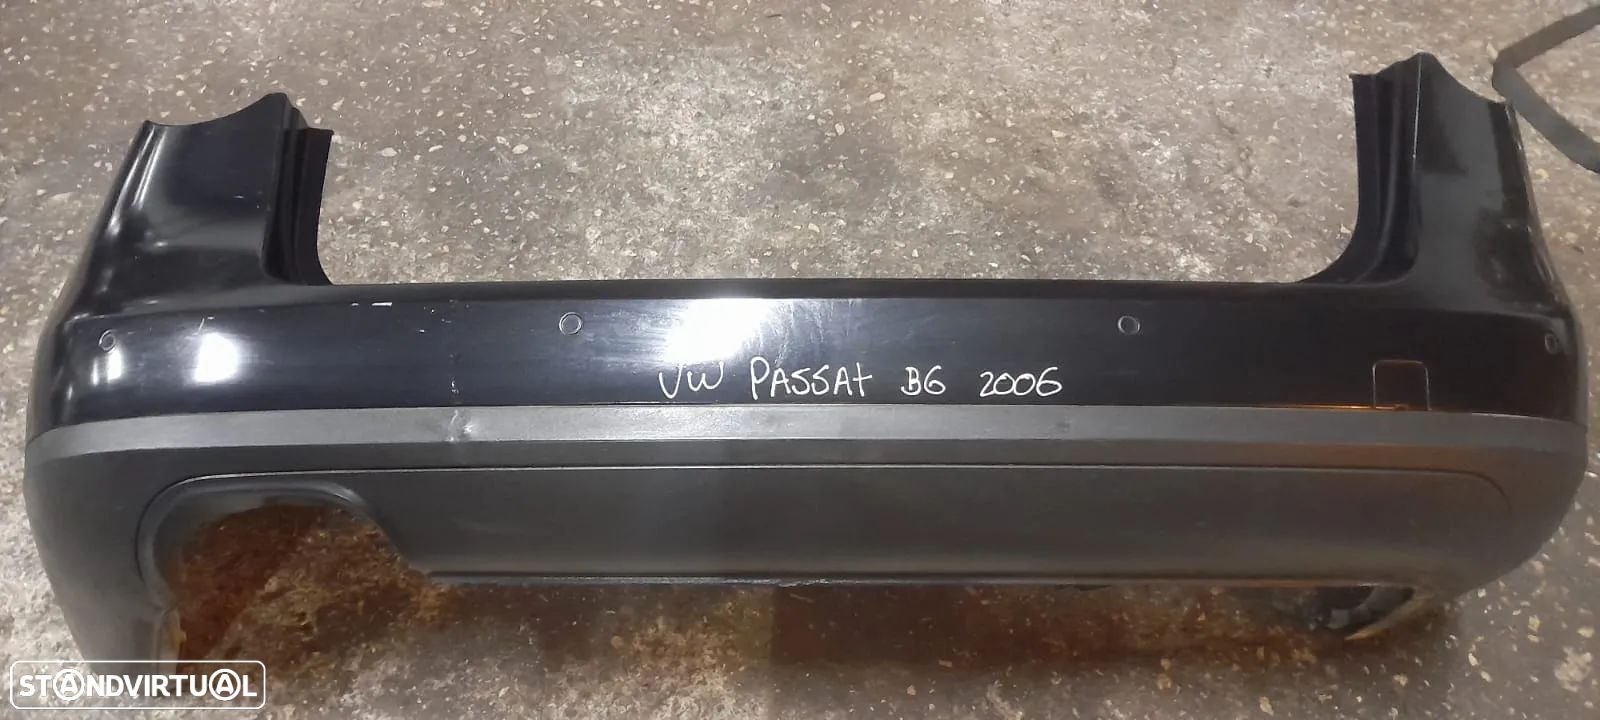 VW PASSAt B6 2006
STANDVIRTUAL